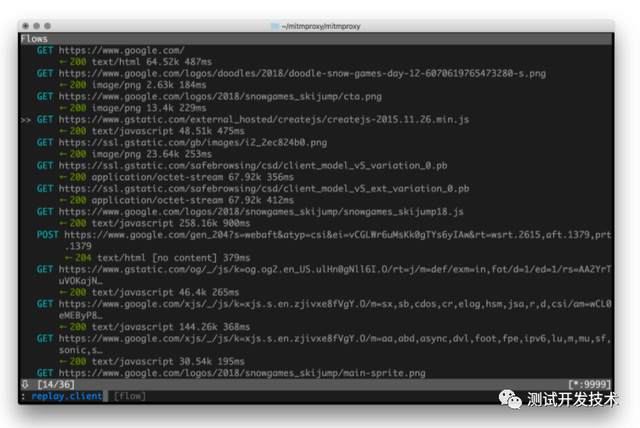 ~/mitmproxy/mitmproxy
Flows
GET https://www.google.com/
← 200 text/html 64.52k 487ms
GET https://www.google.com/logos/doodles/2018/doodle-snow-games-day-12-6070619765473280-s.png
← 200 image/png 2.63k 184ms
GET https://www.google.com/logos/2018/snowgames_skijump/cta.png
← 200 image/png 13.4k 229ms
>> GET https://www.gstatic.com/external_hosted/createjs/createjs-2015.11.26.min.js
← 200 text/javascript 48.51k 475ms
GET https://ssl.gstatic.com/gb/images/i2_2ec824b0.png
← 200 image/png 23.64k 253ms
GET https://ssl.gstatic.com/safebrowsing/csd/client_model_v5_variation_0.pb
← 200 application/octet-stream 67.92k 356ms
GET https://ssl.gstatic.com/safebrowsing/csd/client_model_v5_ext_variation_0.pb
← 200 application/octet-stream 67.92k 412ms
GET https://www.google.com/logos/2018/snowgames_skijump/snowgames_skijump18.js
← 200 text/javascript 258.16k 900ms
POST https://www.google.com/gen_204?s=webaft&atyp=csi&ei=vCGLWr6uMsKk0gTYs6yIAw&rt=wsrt.2615,aft.1379,prt
.1379
← 204 text/html [no content] 379ms
GET https://www.gstatic.com/og/_/js/k=og.og2.en_US.ulHn0gNll6I.O/rt=j/m=def/exm=in,fot/d=1/ed=1/rs=AA2YrT
uVOKajN…
← 200 text/javascript 46.4k 265ms
GET https://www.google.com/xjs/_/js/k=xjs.s.en.zjivxe8fVgY.O/m=sx,sb,cdos,cr,elog,hsm,jsa,r,d,csi/am=wCL0
eMEByP8…
← 200 text/javascript 144.26k 368ms
GET https://www.google.com/xjs/_/js/k=xjs.s.en.zjivxe8fVgY.O/m=aa,abd,async,dvl,foot,fpe,ipv6,lu,m,mu,sf,
sonic,s…
← 200 text/javascript 30.54k 195ms
GET https://www.google.com/logos/2018/snowgames_skijump/main-sprite.png
⇩ [14/36] [*:9999]
: replay.client [flow]
测试开发技术